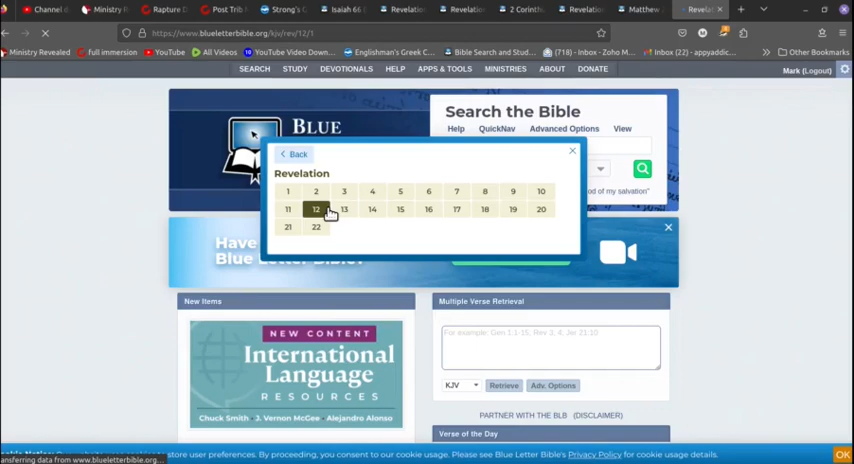 Channel d
Ministry R
Rapture D
Post Trib
Strong's C
Isaiah 66
Revelation
Revelation
2 Corinth
Revelation
Matthew
Revelat
https://www.blueletterbible.org/kjv/rev/12/1
Ministry Revealed
full immersion
YouTube
All Videos
YouTube Video Down...
Englishman's Greek C...
Bible Search and Stud...
(718) - Inbox - Zoho M...
Inbox (22) - appyaddic...
Other Bookmarks
SEARCH STUDY DEVOTIONALS HELP APPS & TOOLS MINISTRIES ABOUT DONATE
Mark (Logout)
BLUE
Search the Bible
Help QuickNav Advanced Options View
od of my salvation"
Back
Revelation
1 2 3 4 5 6 7 8 9 10
11 12 13 14 15 16 17 18 19 20
21 22
Have
Blue Letter Bible?
New Items
NEW CONTENT
International
Language
RESOURCES
Chuck Smith · J. Vernon McGee · Alejandro Alonso
Multiple Verse Retrieval
For example: Gen 1:1-15, Rev 3, 4, Jer 21:10
KJV Retrieve Adv. Options
PARTNER WITH THE BLB (DISCLAIMER)
Verse of the Day
store user preferences. By proceeding, you consent to our cookie usage. Please see Blue Letter Bible's Privacy Policy for cookie usage details.
OK
ansferring data from www.blueletterbible.org...